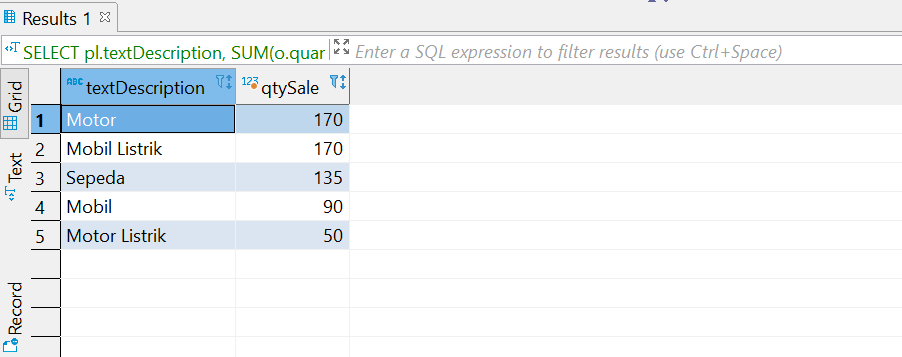 Results 1
SELECT pl.textDescription, SUM(o.quar
Enter a SQL expression to filter results (use Ctrl+Space)
Grid
Text
Record
ABC textDescription 123 qtySale
1 Motor 170
2 Mobil Listrik 170
3 Sepeda 135
4 Mobil 90
5 Motor Listrik 50